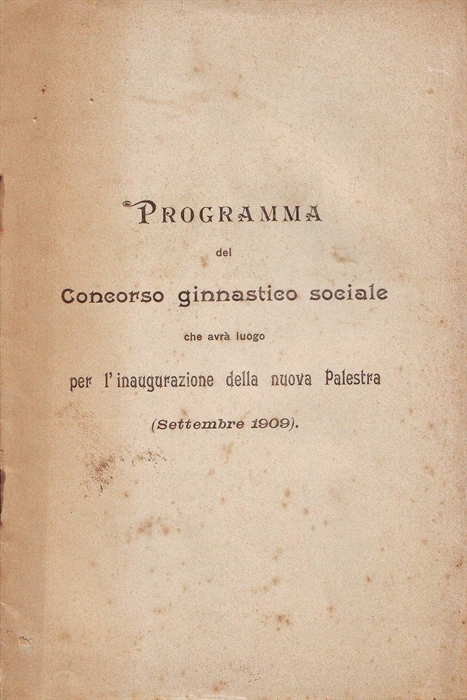 PROGRAMMA
del
Concorso ginnastico sociale
che avrà luogo
per l'inaugurazione della nuova Palestra
(Settembre 1909).